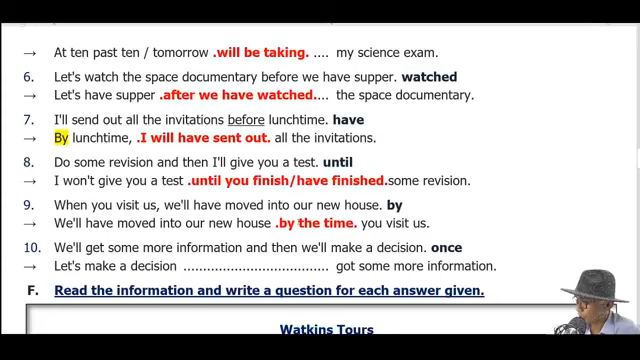 → At ten past ten / tomorrow .will be taking. .... my science exam.
6. Let's watch the space documentary before we have supper. watched
→ Let's have supper .after we have watched.... the space documentary.
7. I'll send out all the invitations before lunchtime. have
→ By lunchtime, .I will have sent out. all the invitations.
8. Do some revision and then I'll give you a test. until
→ I won't give you a test .until you finish/have finished.some revision.
9. When you visit us, we'll have moved into our new house. by
→ We'll have moved into our new house .by the time. you visit us.
10. We'll get some more information and then we'll make a decision. once
→ Let's make a decision ..................................... got some more information.
F. Read the information and write a question for each answer given.
Watkins Tours